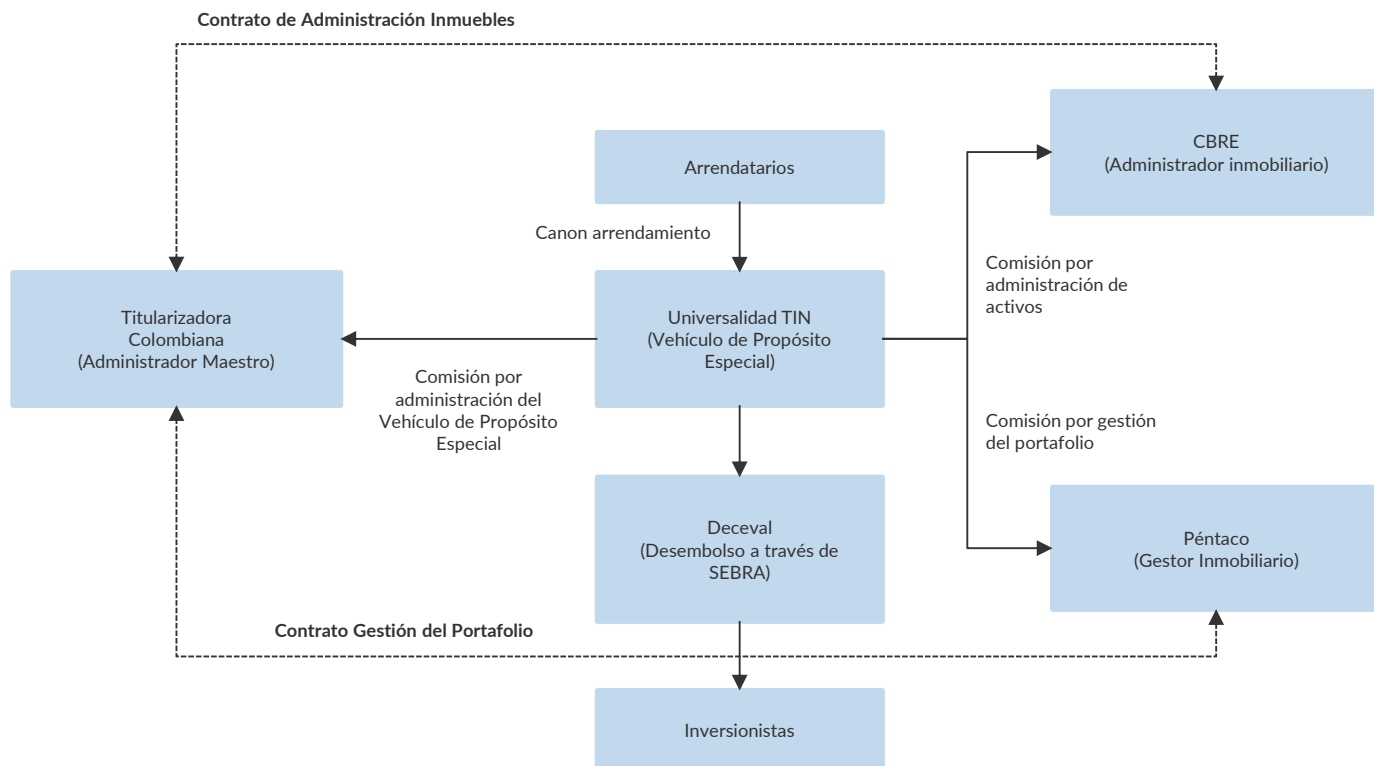 Contrato de Administración Inmuebles
CBRE
(Administrador inmobiliario)
Arrendatarios
Canon arrendamiento
Comisión por
administración de
activos
Titularizadora
Colombiana
(Administrador Maestro)
Universalidad TIN
(Vehículo de Propósito
Especial)
Comisión por
administración del
Vehículo de Propósito
Especial
Comisión por gestión
del portafolio
Deceval
(Desembolso a través de
SEBRA)
Péntaco
(Gestor Inmobiliario)
Contrato Gestión del Portafolio
Inversionistas